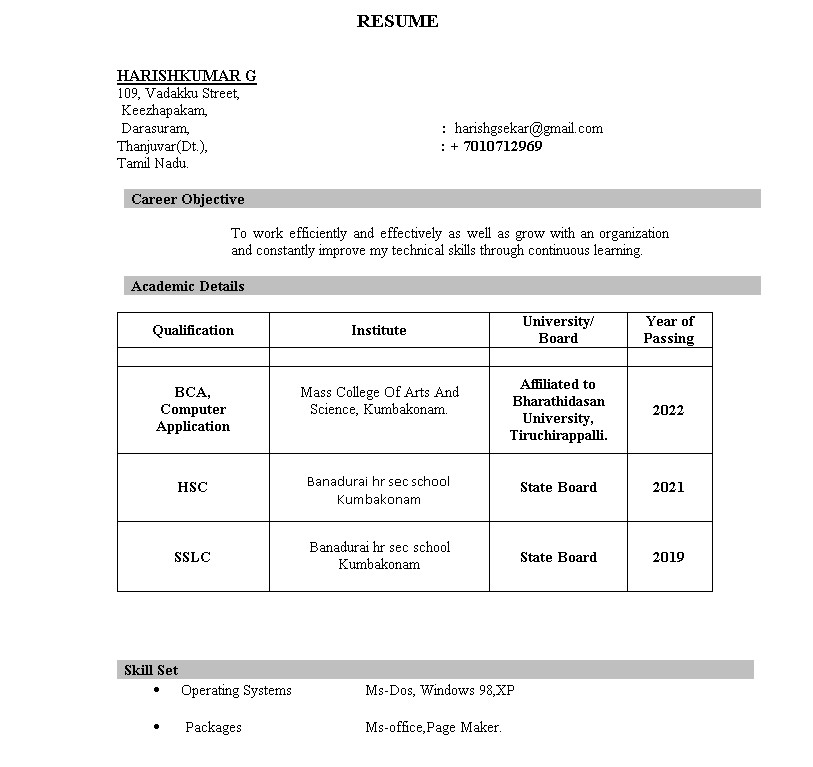 RESUME
HARISHKUMAR G
109, Vadakku Street,
Keezhapakam,
Darasuram, : harishgsekar@gmail.com
Thanjuvar(Dt.), : + 7010712969
Tamil Nadu.
Career Objective
To work efficiently and effectively as well as grow with an organization
and constantly improve my technical skills through continuous learning.
Academic Details
Qualification Institute University/ Board Year of Passing
BCA, Computer Application Mass College Of Arts And Science, Kumbakonam. Affiliated to Bharathidasan University, Tiruchirappalli. 2022
HSC Banadurai hr sec school Kumbakonam State Board 2021
SSLC Banadurai hr sec school Kumbakonam State Board 2019
Skill Set
• Operating Systems Ms-Dos, Windows 98,XP
• Packages Ms-office,Page Maker.